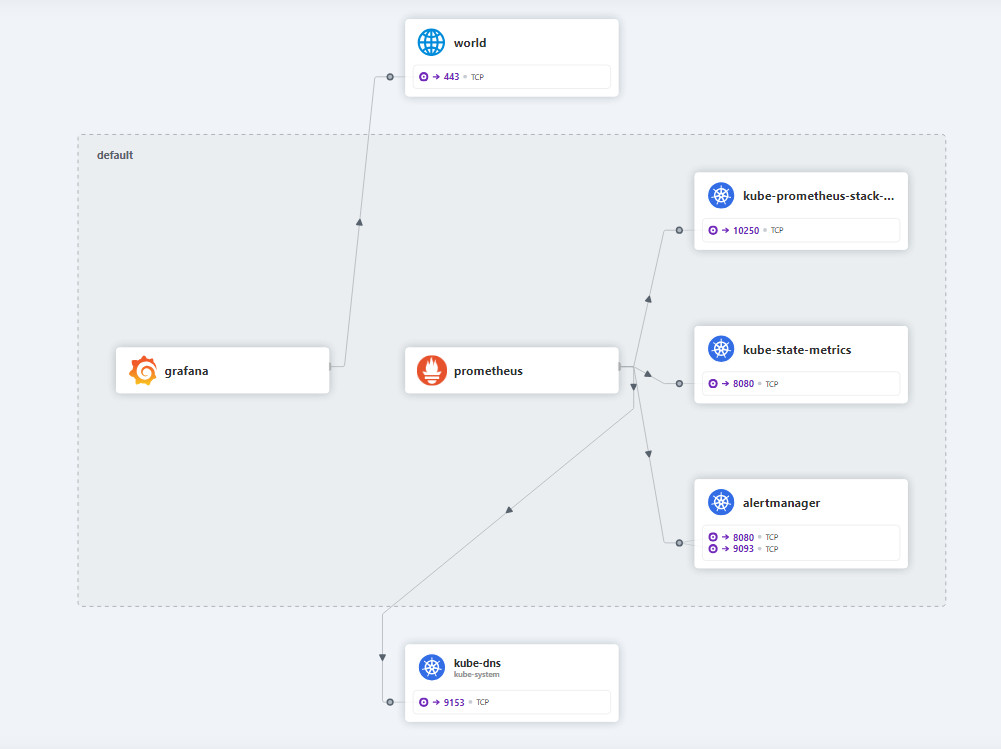 world
443 TCP
default
kube-prometheus-stack-...
10250 TCP
grafana
prometheus
kube-state-metrics
8080 TCP
alertmanager
8080 TCP
9093 TCP
kube-dns
kube-system
9153 TCP